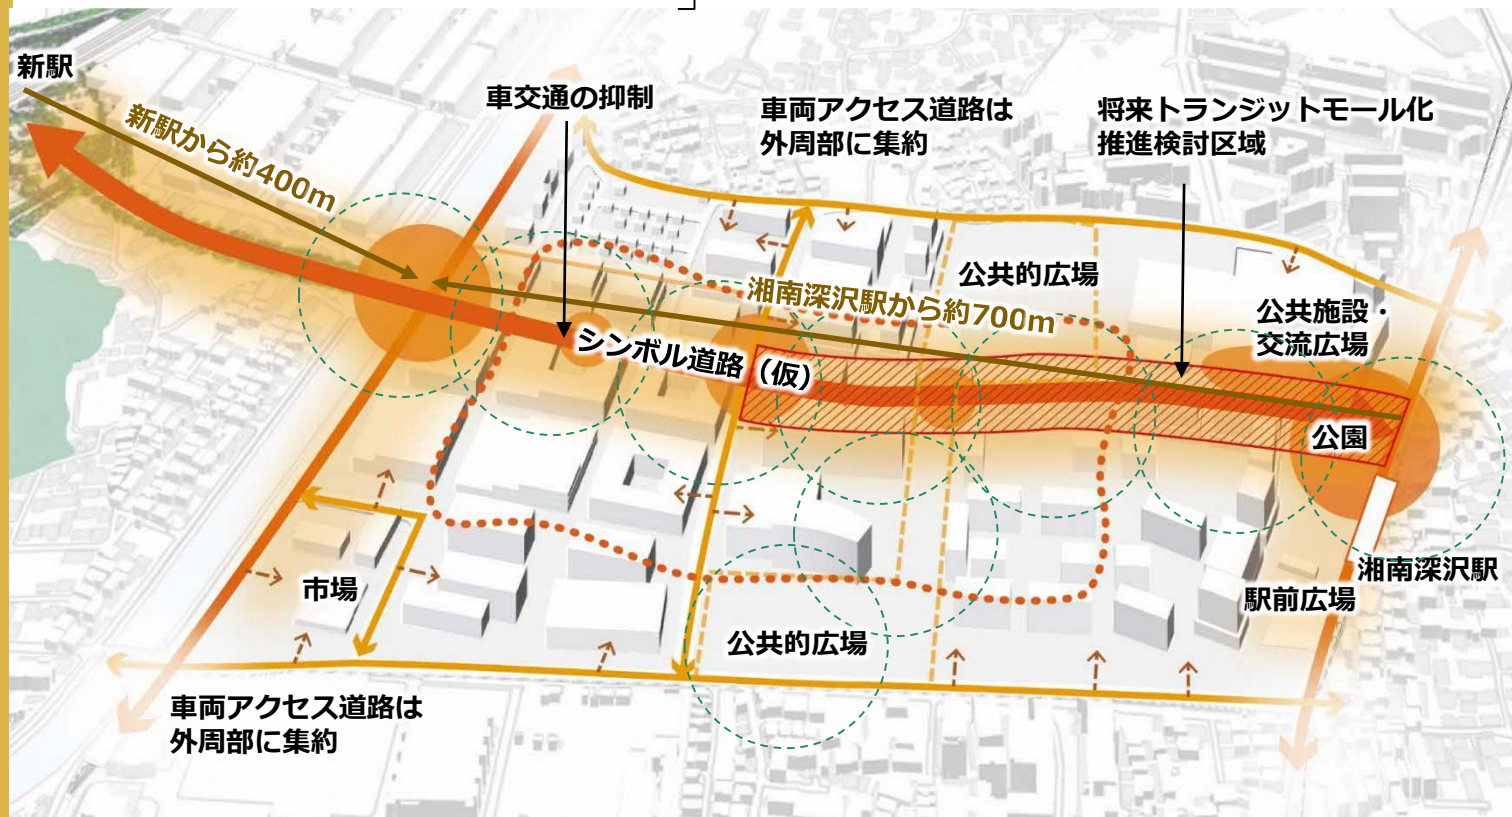 新駅
新駅から約400m
車交通の抑制
車両アクセス道路は
外周部に集約
将来トランジットモール化
推進検討区域
公共的広場
湘南深沢駅から約700m
公共施設・
交流広場
シンボル道路（仮）
公園
湘南深沢駅
駅前広場
市場
公共的広場
車両アクセス道路は
外周部に集約